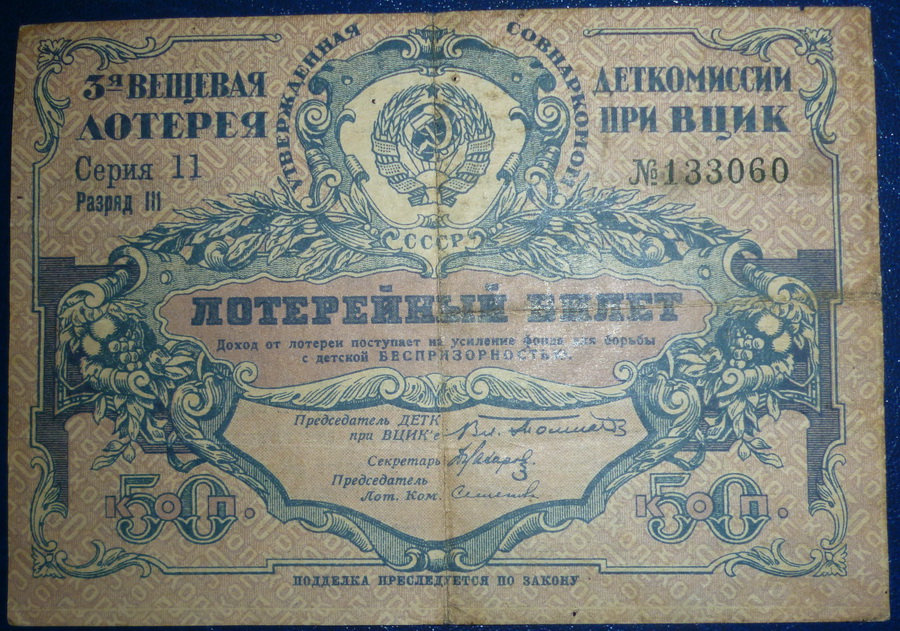 3я ВЕЩЕВАЯ
ЛОТЕРЕЯ
Серия 11
Разряд III
УТВЕРЖДЕННАЯ СОВНАРКОМОМ
ДЕТКОМИССИИ
ПРИ ВЦИК
№133060
СССР
ЛОТЕРЕЙНЫЙ БИЛЕТ
Доход от лотереи поступает на усиление фонда для борьбы
с детской БЕСПРИЗОРНОСТЬЮ.
Председатель ДЕТК
при ВЦИК'е
Секретарь
Председатель
Лот. Ком.
50 КОП.
50 КОП.
ПОДДЕЛКА ПРЕСЛЕДУЕТСЯ ПО ЗАКОНУ